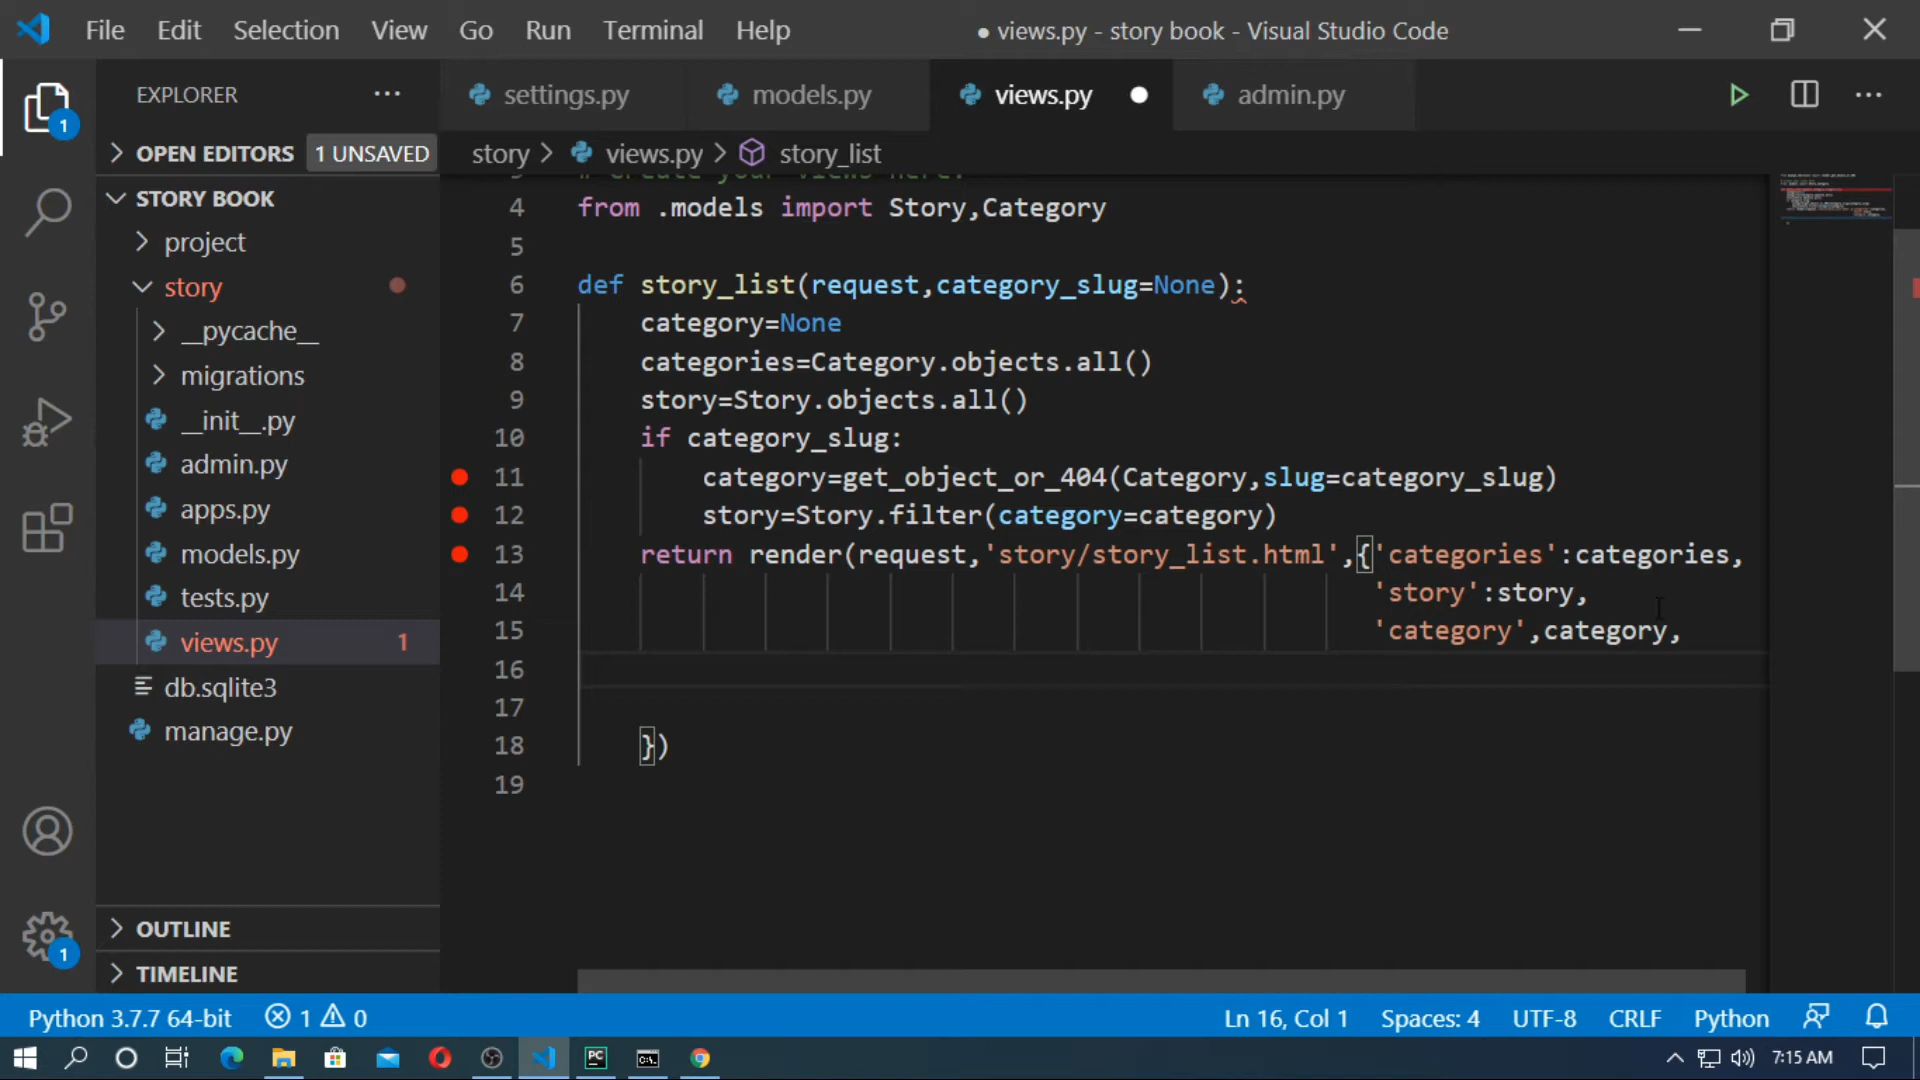 File Edit Selection View Go Run Terminal Help ● views.py - story book - Visual Studio Code
EXPLORER ···
settings.py models.py views.py ● admin.py
OPEN EDITORS 1 UNSAVED
story > views.py > story_list
STORY BOOK
project
story
__pycache__
migrations
__init__.py
admin.py
apps.py
models.py
tests.py
views.py 1
db.sqlite3
manage.py
OUTLINE
TIMELINE
1
1
# Create your views here.
4 from .models import Story,Category
5
6 def story_list(request,category_slug=None):
7 category=None
8 categories=Category.objects.all()
9 story=Story.objects.all()
10 if category_slug:
11 category=get_object_or_404(Category,slug=category_slug)
12 story=Story.filter(category=category)
13 return render(request,'story/story_list.html',{'categories':categories,
14 'story':story,
15 'category',category,
16
17
18 })
19
Python 3.7.7 64-bit 1 0 Ln 16, Col 1 Spaces: 4 UTF-8 CRLF Python
PC C:\. 7:15 AM